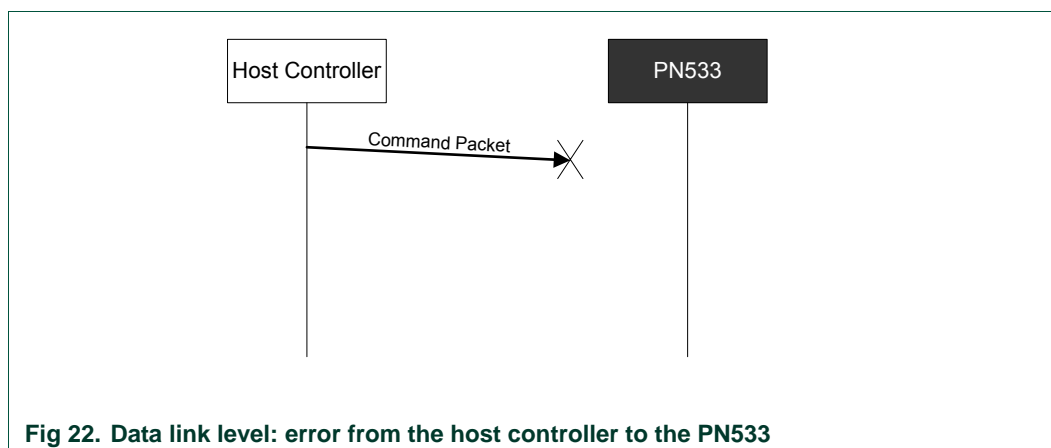 Host Controller
PN533
Command Packet
Fig 22. Data link level: error from the host controller to the PN533